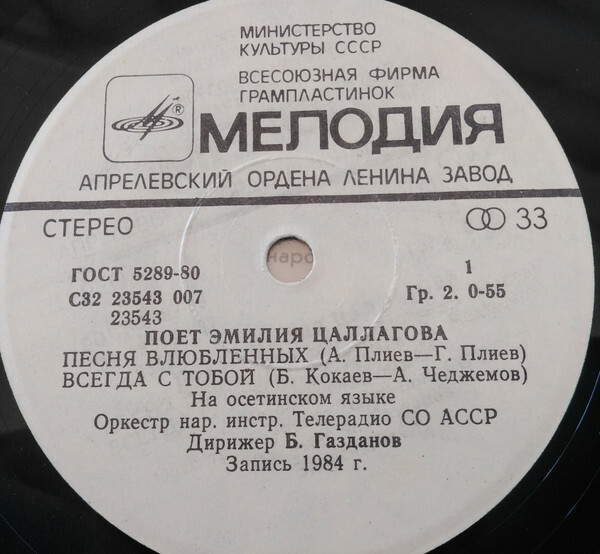 МИНИСТЕРСТВО
КУЛЬТУРЫ СССР
ВСЕСОЮЗНАЯ ФИРМА
ГРАМПЛАСТИНОК
®
МЕЛОДИЯ
АПРЕЛЕВСКИЙ ОРДЕНА ЛЕНИНА ЗАВОД
СТЕРЕО
33
наро
ГОСТ 5289-80
1
С32 23543 007
Гр. 2. 0-55
23543
ПОЕТ ЭМИЛИЯ ЦАЛЛАГОВА
ПЕСНЯ ВЛЮБЛЕННЫХ (А. Плиев—Г. Плиев)
ВСЕГДА С ТОБОЙ (Б. Кокаев—А. Чеджемов)
На осетинском языке
Оркестр нар. инстр. Телерадио СО АССР
Дирижер Б. Газданов
Запись 1984 г.